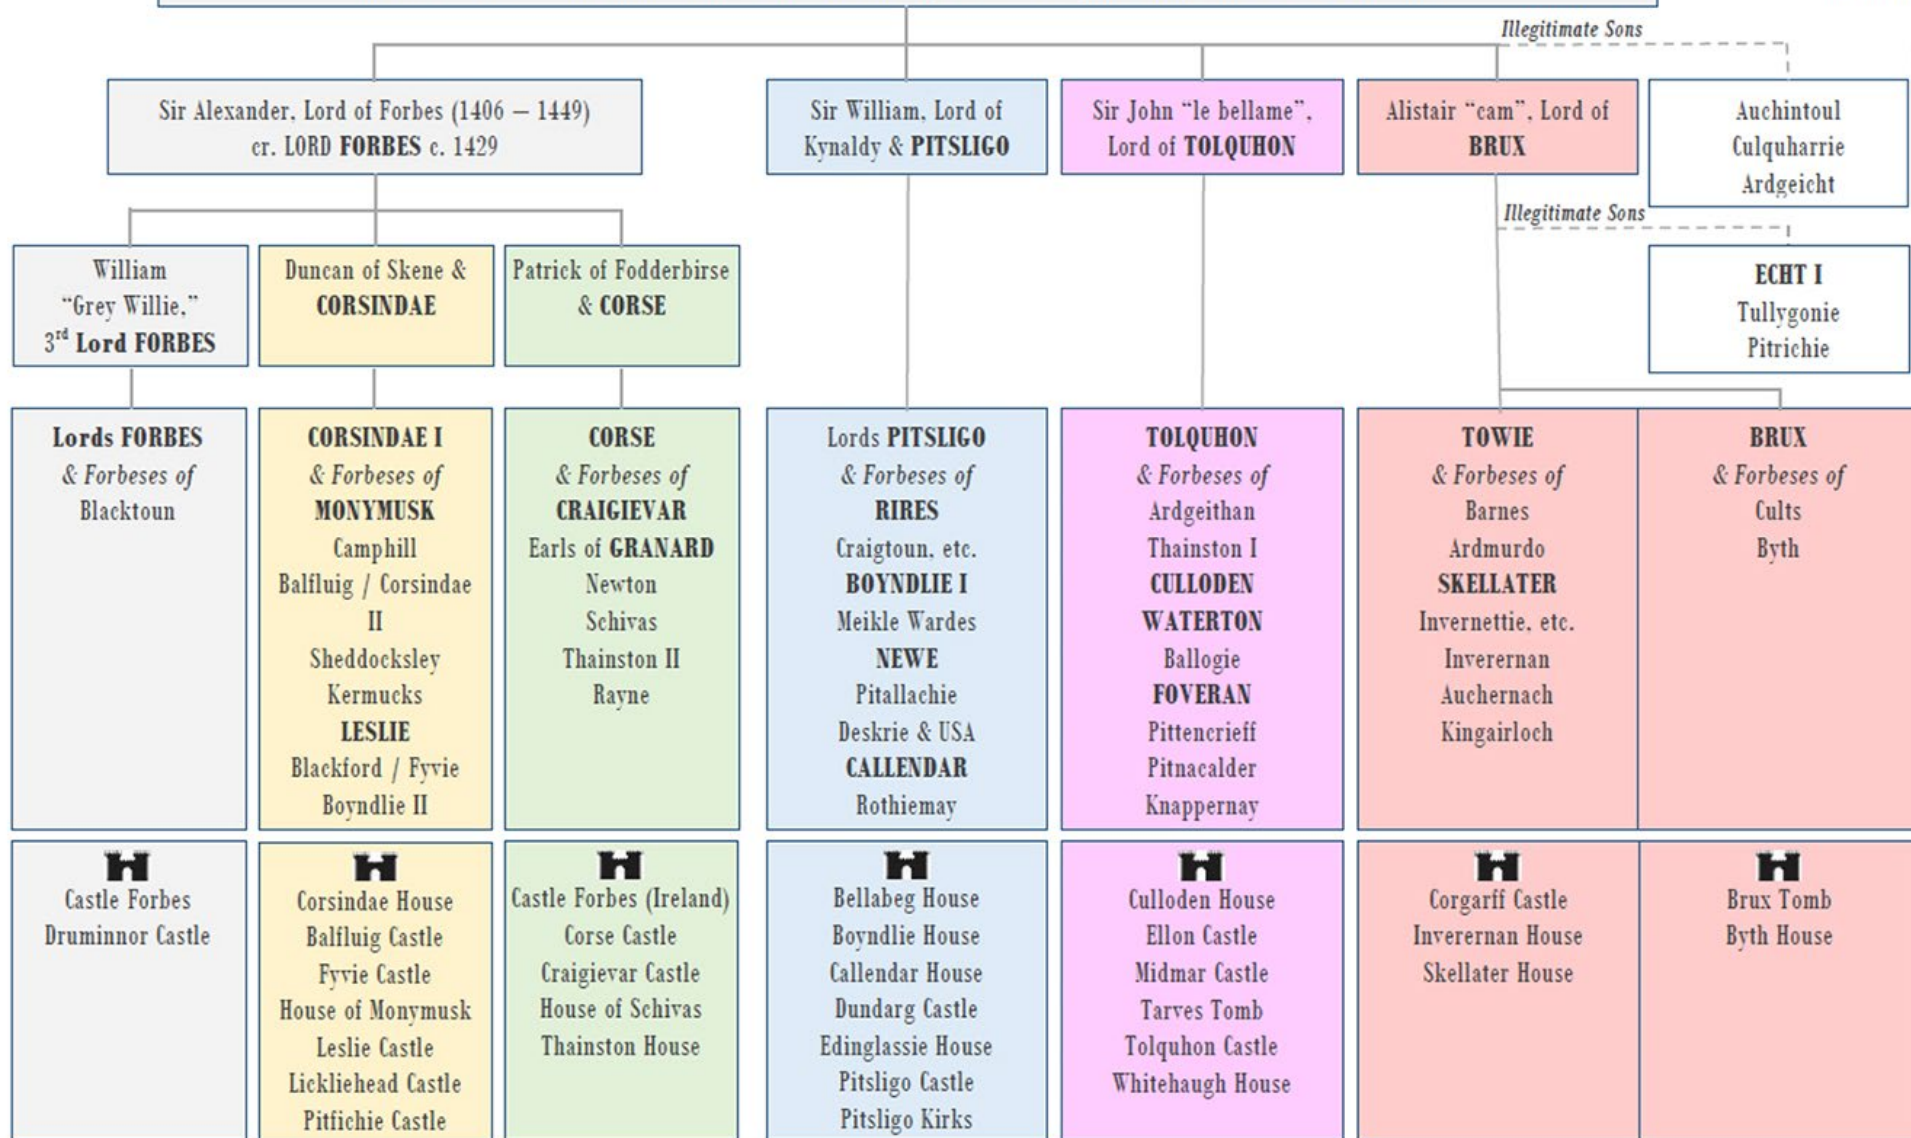 Illegitimate Sons
Sir Alexander, Lord of Forbes (1406 – 1449)
cr. LORD FORBES c. 1429
Sir William, Lord of
Kynaldy & PITSLIGO
Sir John “le bellame”,
Lord of TOLQUHON
Alistair “cam”, Lord of
BRUX
Auchintoul
Culquharrie
Ardgeicht
Illegitimate Sons
William
“Grey Willie,”
3rd Lord FORBES
Duncan of Skene &
CORSINDAE
Patrick of Fodderbirse
& CORSE
ECHT I
Tullygonie
Pitrichie
Lords FORBES
& Forbeses of
Blacktoun
CORSINDAE I
& Forbeses of
MONYMUSK
Camphill
Balfluig / Corsindae
II
Sheddocksley
Kermucks
LESLIE
Blackford / Fyvie
Boyndlie II
CORSE
& Forbeses of
CRAIGIEVAR
Earls of GRANARD
Newton
Schivas
Thainston II
Rayne
Lords PITSLIGO
& Forbeses of
RIRES
Craigtoun, etc.
BOYNDLIE I
Meikle Wardes
NEWE
Pitallachie
Deskrie & USA
CALLENDAR
Rothiemay
TOLQUHON
& Forbeses of
Ardgeithan
Thainston I
CULLODEN
WATERTON
Ballogie
FOVERAN
Pittencrieff
Pitnacalder
Knappernay
TOWIE
& Forbeses of
Barnes
Ardmurdo
SKELLATER
Invernettie, etc.
Inverernan
Auchernach
Kingairloch
BRUX
& Forbeses of
Cults
Byth
Castle Forbes
Druminnor Castle
Corsindae House
Balfluig Castle
Fyvie Castle
House of Monymusk
Leslie Castle
Lickliehead Castle
Pitfichie Castle
Castle Forbes (Ireland)
Corse Castle
Craigievar Castle
House of Schivas
Thainston House
Bellabeg House
Boyndlie House
Callendar House
Dundarg Castle
Edinglassie House
Pitsligo Castle
Pitsligo Kirks
Culloden House
Ellon Castle
Midmar Castle
Tarves Tomb
Tolquhon Castle
Whitehaugh House
Corgarff Castle
Inverernan House
Skellater House
Brux Tomb
Byth House